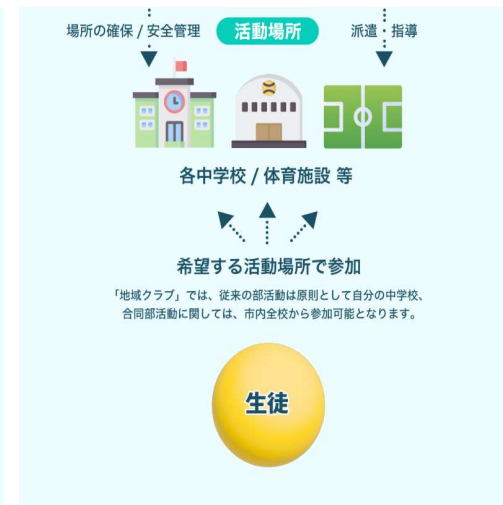 場所の確保 / 安全管理
活動場所
派遣・指導
各中学校 / 体育施設 等
希望する活動場所で参加
「地域クラブ」では、従来の部活動は原則として自分の中学校、
合同部活動に関しては、市内全校から参加可能となります。
生徒